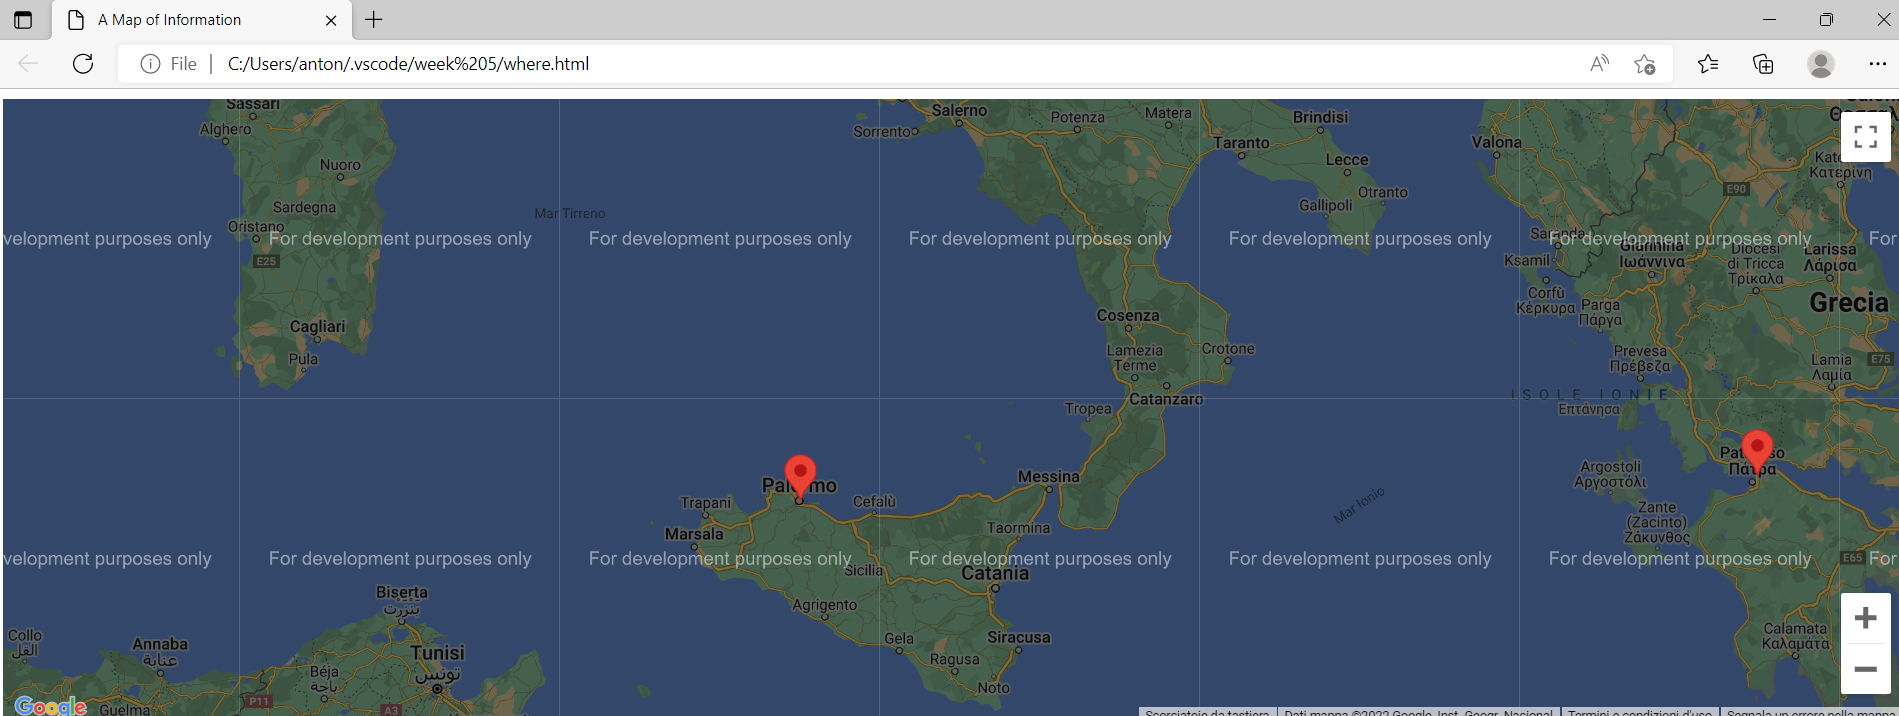 A Map of Information
File
C:/Users/anton/.vscode/week%205/where.html
Sassari
Alghero
Nuoro
Sardegna
Oristano
E25
Cagliari
Pula
Mar Tirreno
Salerno
Sorrento
Potenza
Matera
Taranto
Brindisi
Lecce
Otranto
Gallipoli
Valona
E90
Κατερίνη
velopment purposes only
For development purposes only
For development purposes only
For development purposes only
For development purposes only
For development purposes only
For
Ksamil
Ιωάννινα
Diocesi
di Tricca
Τρίκαλα
Larissa
Λάρισα
Corfù
Κέρκυρα
Parga
Πάργα
Grecia
Cosenza
Lamezia
Terme
Crotone
Catanzaro
Tropea
Prevesa
Πρέβεζα
Lamia
Λαμία
E75
ISOLE IONIE
Επτάνησα
Palermo
Trapani
Marsala
Cefalù
Messina
Taormina
Mar Ionio
Argostoli
Αργοστόλι
Πάτρα
Zante
(Zacinto)
Ζάκυνθος
velopment purposes only
For development purposes only
For development purposes only
For development purposes only
For development purposes only
For development purposes only
E65
For
Sicilia
Catania
Agrigento
Gela
Siracusa
Ragusa
Noto
Calamata
Καλαμάτα
Biserta
بنزرت
Collo
القل
Annaba
عنابة
Tunisi
تونس
Béja
باجة
P11
A3
Guelma
Google
Scorciatoie da tastiera
Dati mappa ©2022 Google, Inst. Geogr. Nacional
Termini e condizioni d'uso
Segnala un errore nella mappa